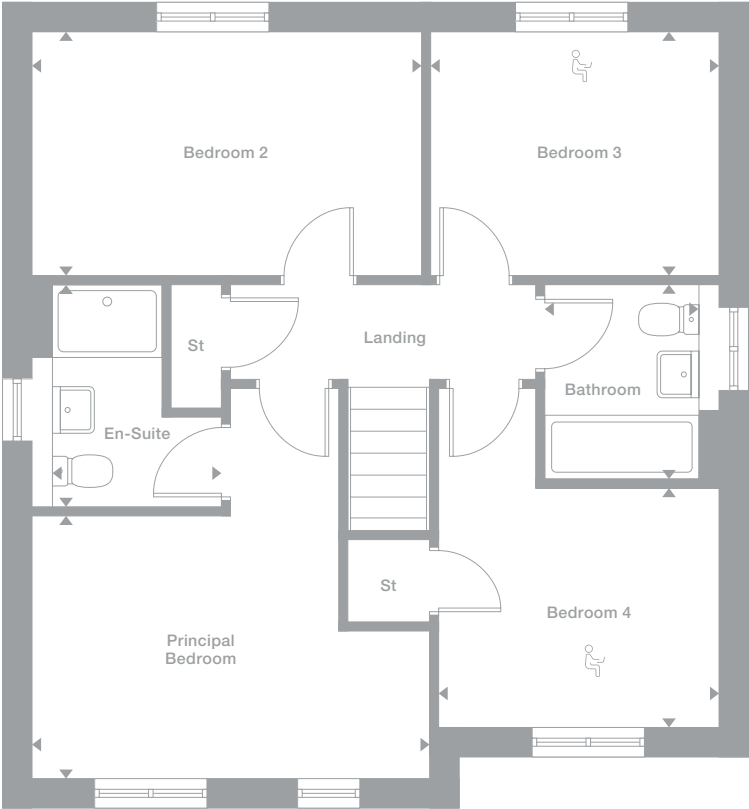 Bedroom 2
Bedroom 3
St
Landing
Bathroom
En-Suite
St
Bedroom 4
Principal
Bedroom